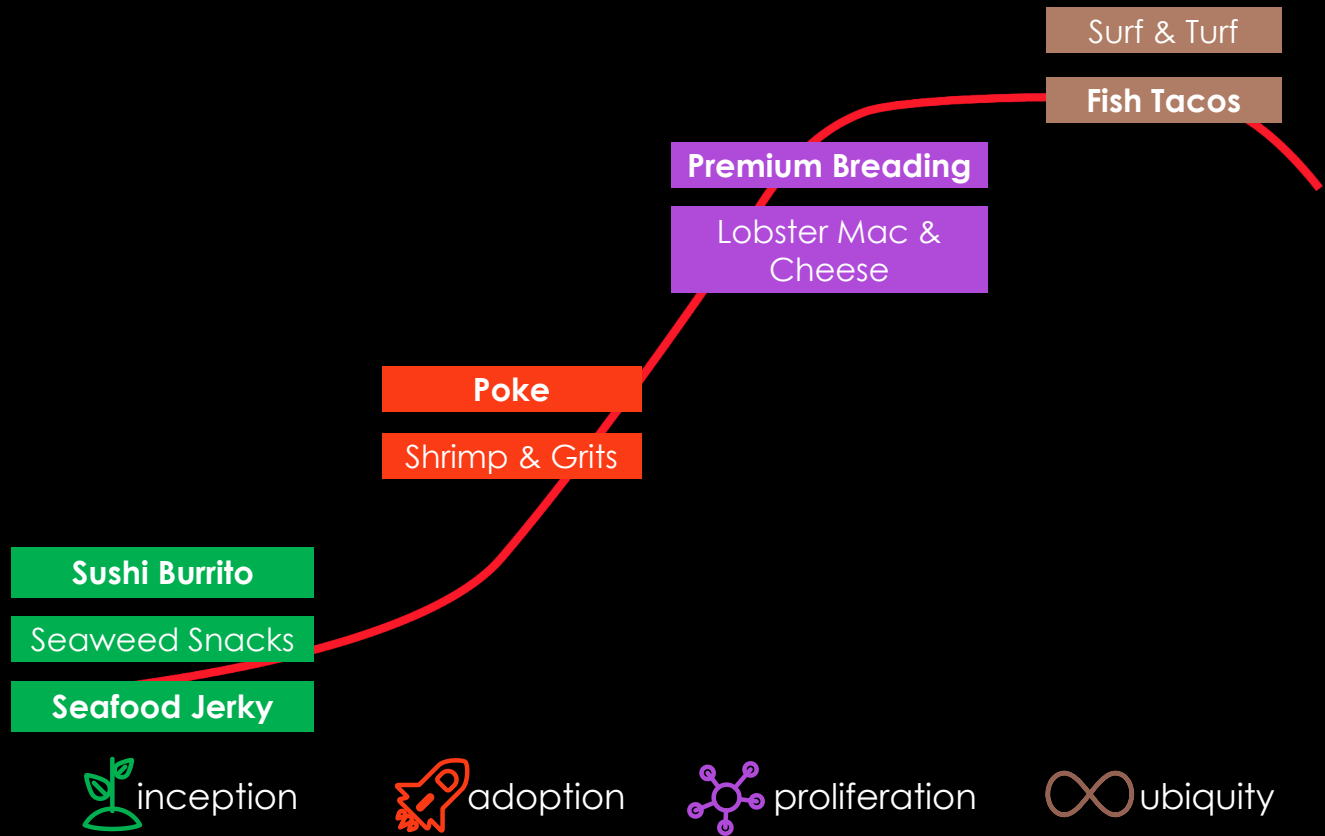 Surf & Turf
Fish Tacos
Premium Breading
Lobster Mac &
Cheese
Poke
Shrimp & Grits
Sushi Burrito
Seaweed Snacks
Seafood Jerky
inception
adoption
proliferation
ubiquity